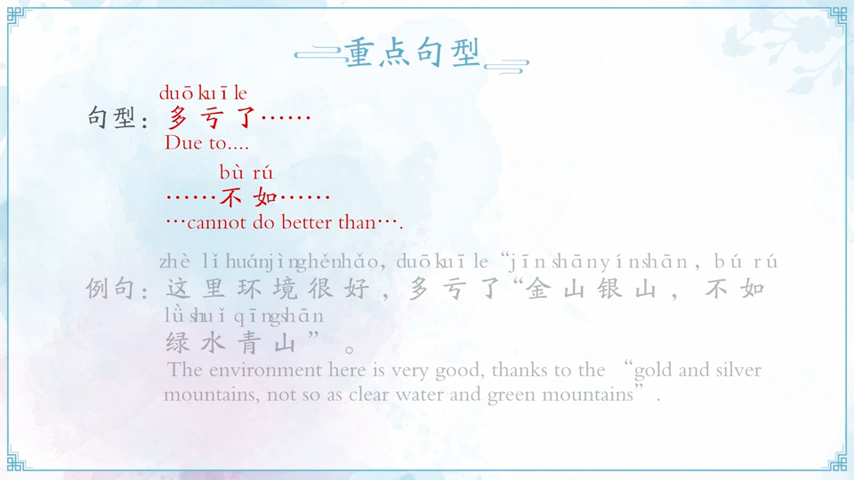 重点句型
duō kuī le
句型：多亏了……
Due to....
bù rú
……不如……
…cannot do better than….
zhè lǐ huánjìnghěnhǎo, duōkuī le “jīn shānyínshān, bú rú
例句：这里环境很好，多亏了“金山银山，不如
lǜ shuǐ qīngshān
绿水青山”。
The environment here is very good, thanks to the “gold and silver
mountains, not so as clear water and green mountains”.